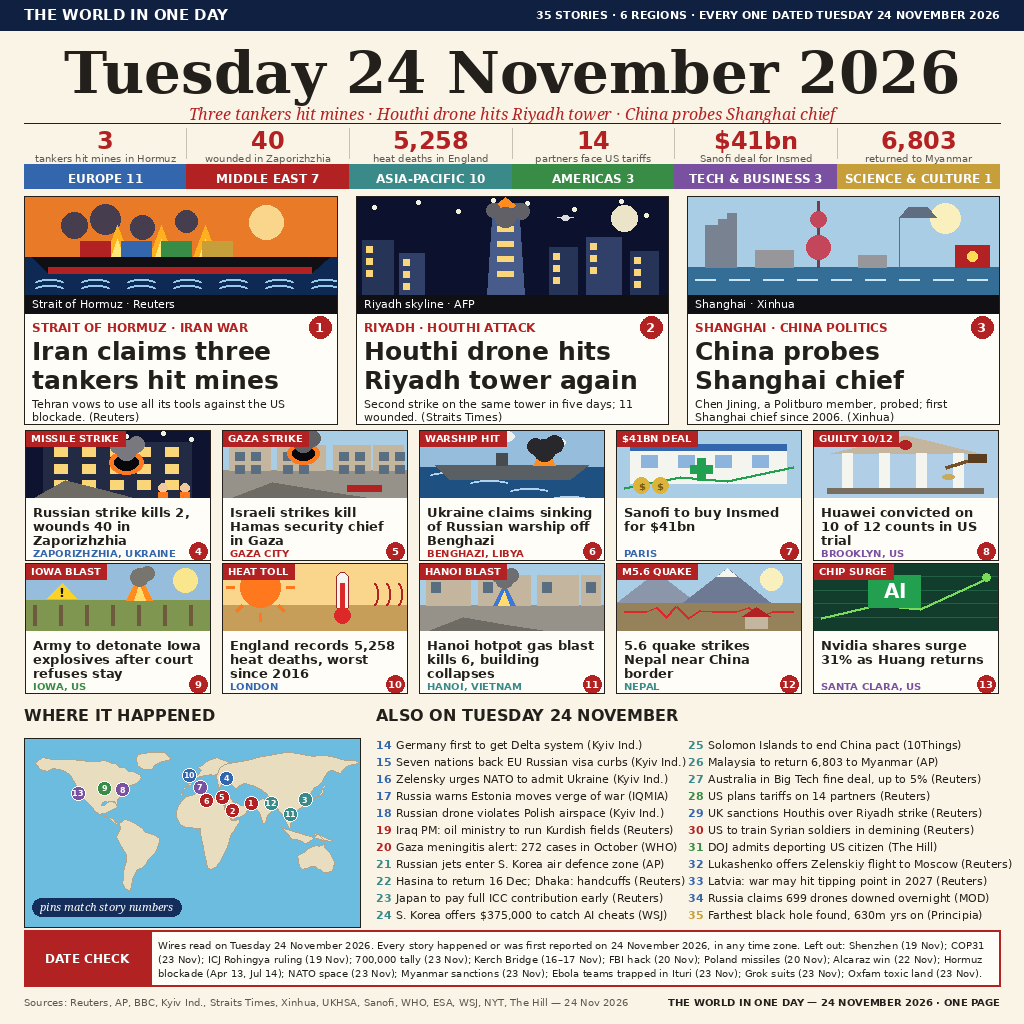 THE WORLD IN ONE DAY
35 STORIES · 6 REGIONS · EVERY ONE DATED TUESDAY 24 NOVEMBER 2026
Tuesday 24 November 2026
Three tankers hit mines · Houthi drone hits Riyadh tower · China probes Shanghai chief
3
tankers hit mines in Hormuz
40
wounded in Zaporizhzhia
5,258
heat deaths in England
14
partners face US tariffs
$41bn
Sanofi deal for Insmed
6,803
returned to Myanmar
EUROPE 11
MIDDLE EAST 7
ASIA-PACIFIC 10
AMERICAS 3
TECH & BUSINESS 3
SCIENCE & CULTURE 1
Strait of Hormuz · Reuters
STRAIT OF HORMUZ · IRAN WAR
1
Iran claims three
tankers hit mines
Tehran vows to use all its tools against the US
blockade. (Reuters)
Riyadh skyline · AFP
RIYADH · HOUTHI ATTACK
2
Houthi drone hits
Riyadh tower again
Second strike on the same tower in five days; 11
wounded. (Straits Times)
Shanghai · Xinhua
SHANGHAI · CHINA POLITICS
3
China probes
Shanghai chief
Chen Jining, a Politburo member, probed; first
Shanghai chief since 2006. (Xinhua)
MISSILE STRIKE
Russian strike kills 2,
wounds 40 in
Zaporizhzhia
ZAPORIZHZHIA, UKRAINE
4
GAZA STRIKE
Israeli strikes kill
Hamas security chief
in Gaza
GAZA CITY
5
WARSHIP HIT
Ukraine claims sinking
of Russian warship off
Benghazi
BENGHAZI, LIBYA
6
$41BN DEAL
$ $
Sanofi to buy Insmed
for $41bn
PARIS
7
GUILTY 10/12
Huawei convicted on
10 of 12 counts in US
trial
BROOKLYN, US
8
IOWA BLAST
!
Army to detonate Iowa
explosives after court
refuses stay
IOWA, US
9
HEAT TOLL
England records 5,258
heat deaths, worst
since 2016
LONDON
10
HANOI BLAST
Hanoi hotpot gas blast
kills 6, building
collapses
HANOI, VIETNAM
11
M5.6 QUAKE
5.6 quake strikes
Nepal near China
border
NEPAL
12
CHIP SURGE
AI
Nvidia shares surge
31% as Huang returns
SANTA CLARA, US
13
WHERE IT HAPPENED
10
4
7
13
9
8
6
5
1
2
12
3
11
pins match story numbers
ALSO ON TUESDAY 24 NOVEMBER
14 Germany first to get Delta system (Kyiv Ind.)
15 Seven nations back EU Russian visa curbs (Kyiv Ind.)
16 Zelensky urges NATO to admit Ukraine (Kyiv Ind.)
17 Russia warns Estonia moves verge of war (IQMIA)
18 Russian drone violates Polish airspace (Kyiv Ind.)
19 Iraq PM: oil ministry to run Kurdish fields (Reuters)
20 Gaza meningitis alert: 272 cases in October (WHO)
21 Russian jets enter S. Korea air defence zone (AP)
22 Hasina to return 16 Dec; Dhaka: handcuffs (Reuters)
23 Japan to pay full ICC contribution early (Reuters)
24 S. Korea offers $375,000 to catch AI cheats (WSJ)
25 Solomon Islands to end China pact (10Things)
26 Malaysia to return 6,803 to Myanmar (AP)
27 Australia in Big Tech fine deal, up to 5% (Reuters)
28 US plans tariffs on 14 partners (Reuters)
29 UK sanctions Houthis over Riyadh strike (Reuters)
30 US to train Syrian soldiers in demining (Reuters)
31 DOJ admits deporting US citizen (The Hill)
32 Lukashenko offers Zelenskiy flight to Moscow (Reuters)
33 Latvia: war may hit tipping point in 2027 (Reuters)
34 Russia claims 699 drones downed overnight (MOD)
35 Farthest black hole found, 630m yrs on (Principia)
DATE CHECK
Wires read on Tuesday 24 November 2026. Every story happened or was first reported on 24 November 2026, in any time zone. Left out: Shenzhen (19 Nov); COP31
(23 Nov); ICJ Rohingya ruling (19 Nov); 700,000 tally (23 Nov); Kerch Bridge (16–17 Nov); FBI hack (20 Nov); Poland missiles (20 Nov); Alcaraz win (22 Nov); Hormuz
blockade (Apr 13, Jul 14); NATO space (23 Nov); Myanmar sanctions (23 Nov); Ebola teams trapped in Ituri (23 Nov); Grok suits (23 Nov); Oxfam toxic land (23 Nov).
Sources: Reuters, AP, BBC, Kyiv Ind., Straits Times, Xinhua, UKHSA, Sanofi, WHO, ESA, WSJ, NYT, The Hill — 24 Nov 2026
THE WORLD IN ONE DAY — 24 NOVEMBER 2026 · ONE PAGE